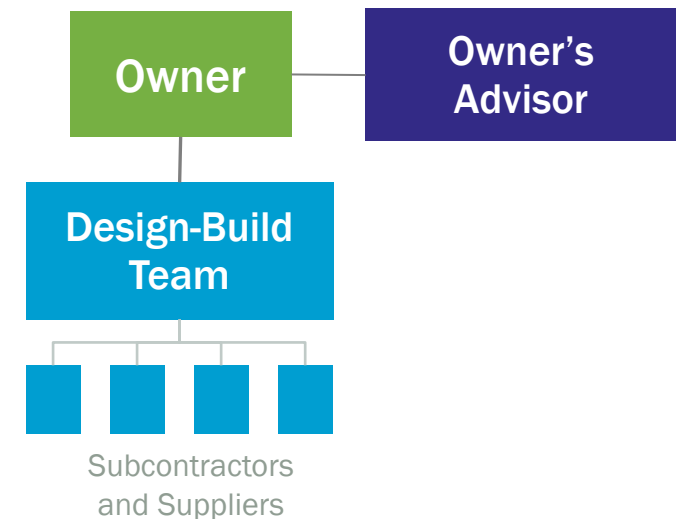 Owner
Owner’s
Advisor
Design-Build
Team
Subcontractors
and Suppliers